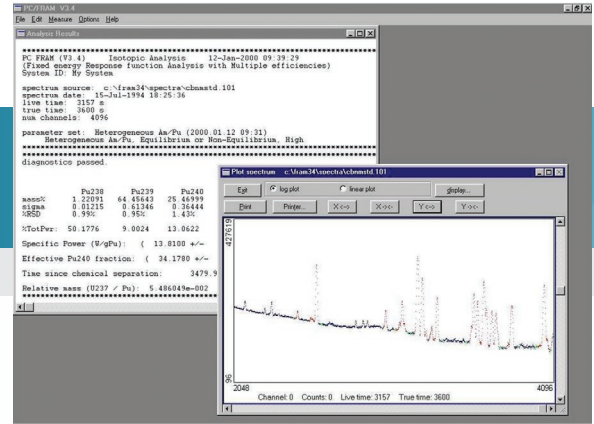 PC/FRAM V3.4
File Edit Measure Options Help
Analysis Results
************************************************************
PC FRAM (V3.4) Isotopic Analysis 12-Jan-2000 09:39:29
(Fixed energy Response function Analysis with Multiple efficiencies)
System ID: My System
spectrum source: c:\fram34\spectra\cbnmstd.101
spectrum date: 15-Jul-1994 18:25:36
live time: 3157 s
true time: 3600 s
num channels: 4096
parameter set: Heterogeneous Am/Pu (2000.01.12 09:31)
Heterogeneous Am/Pu, Equilibrium or Non-Equilibrium, High
************************************************************
************************************************************
diagnostics passed.
Pu238 Pu239 Pu240
mass% 1.22091 64.45643 25.46999
sigma 0.01215 0.61346 0.36444
%RSD 0.99% 0.95% 1.43%
%TotPwr: 50.1776 9.0024 13.0622
Specific Power (W/gPu): ( 13.8100 +/-
Effective Pu240 fraction: ( 34.1780 +/-
Time since chemical separation: 3479.9
Relative mass (U237 / Pu): 5.486049e-002
************************************************************
Plot spectrum c:\fram34\spectra\cbnmstd.101
Exit log plot linear plot display...
Print Printer... X<-> X-><- Y<-> Y-><-
427619
96
2048 4096
Channel: 0 Counts: 0 Live time: 3157 True time: 3600